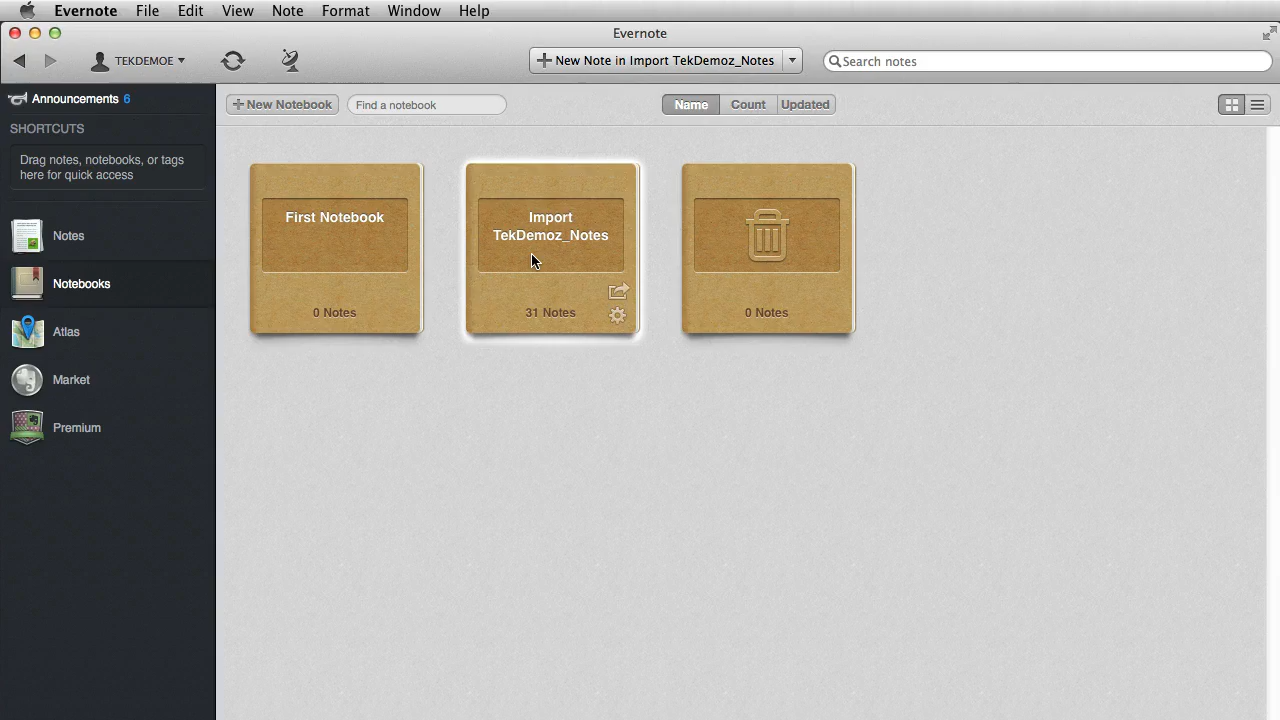 Evernote File Edit View Note Format Window Help
Evernote
TEKDEMOE
New Note in Import TekDemoz_Notes
Search notes
Announcements 6
SHORTCUTS
Drag notes, notebooks, or tags
here for quick access
Notes
Notebooks
Atlas
Market
Premium
New Notebook
Find a notebook
Name Count Updated
First Notebook
0 Notes
Import
TekDemoz_Notes
31 Notes
0 Notes